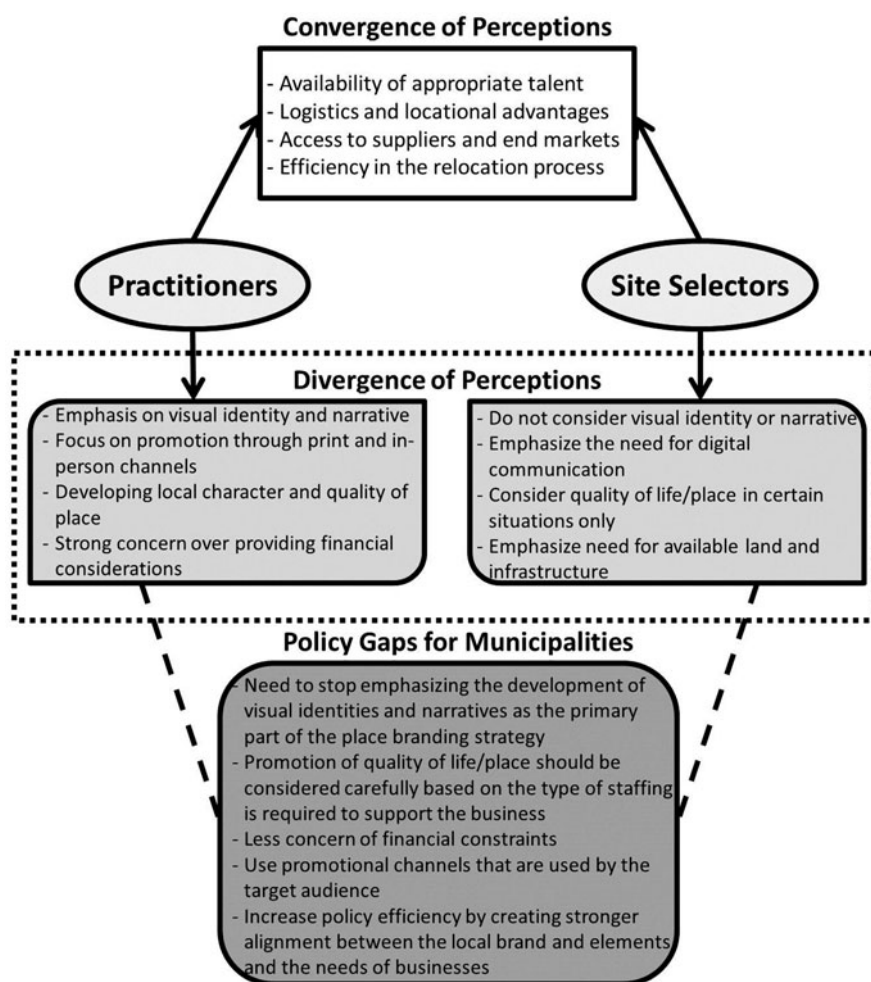 Convergence of Perceptions
- Availability of appropriate talent
- Logistics and locational advantages
- Access to suppliers and end markets
- Efficiency in the relocation process
Practitioners
Site Selectors
Divergence of Perceptions
- Emphasis on visual identity and narrative
- Focus on promotion through print and in-
person channels
- Developing local character and quality of
place
- Strong concern over providing financial
considerations
- Do not consider visual identity or narrative
- Emphasize the need for digital
communication
- Consider quality of life/place in certain
situations only
- Emphasize need for available land and
infrastructure
Policy Gaps for Municipalities
- Need to stop emphasizing the development of
visual identities and narratives as the primary
part of the place branding strategy
- Promotion of quality of life/place should be
considered carefully based on the type of staffing
is required to support the business
- Less concern of financial constraints
- Use promotional channels that are used by the
target audience
- Increase policy efficiency by creating stronger
alignment between the local brand and elements
and the needs of businesses